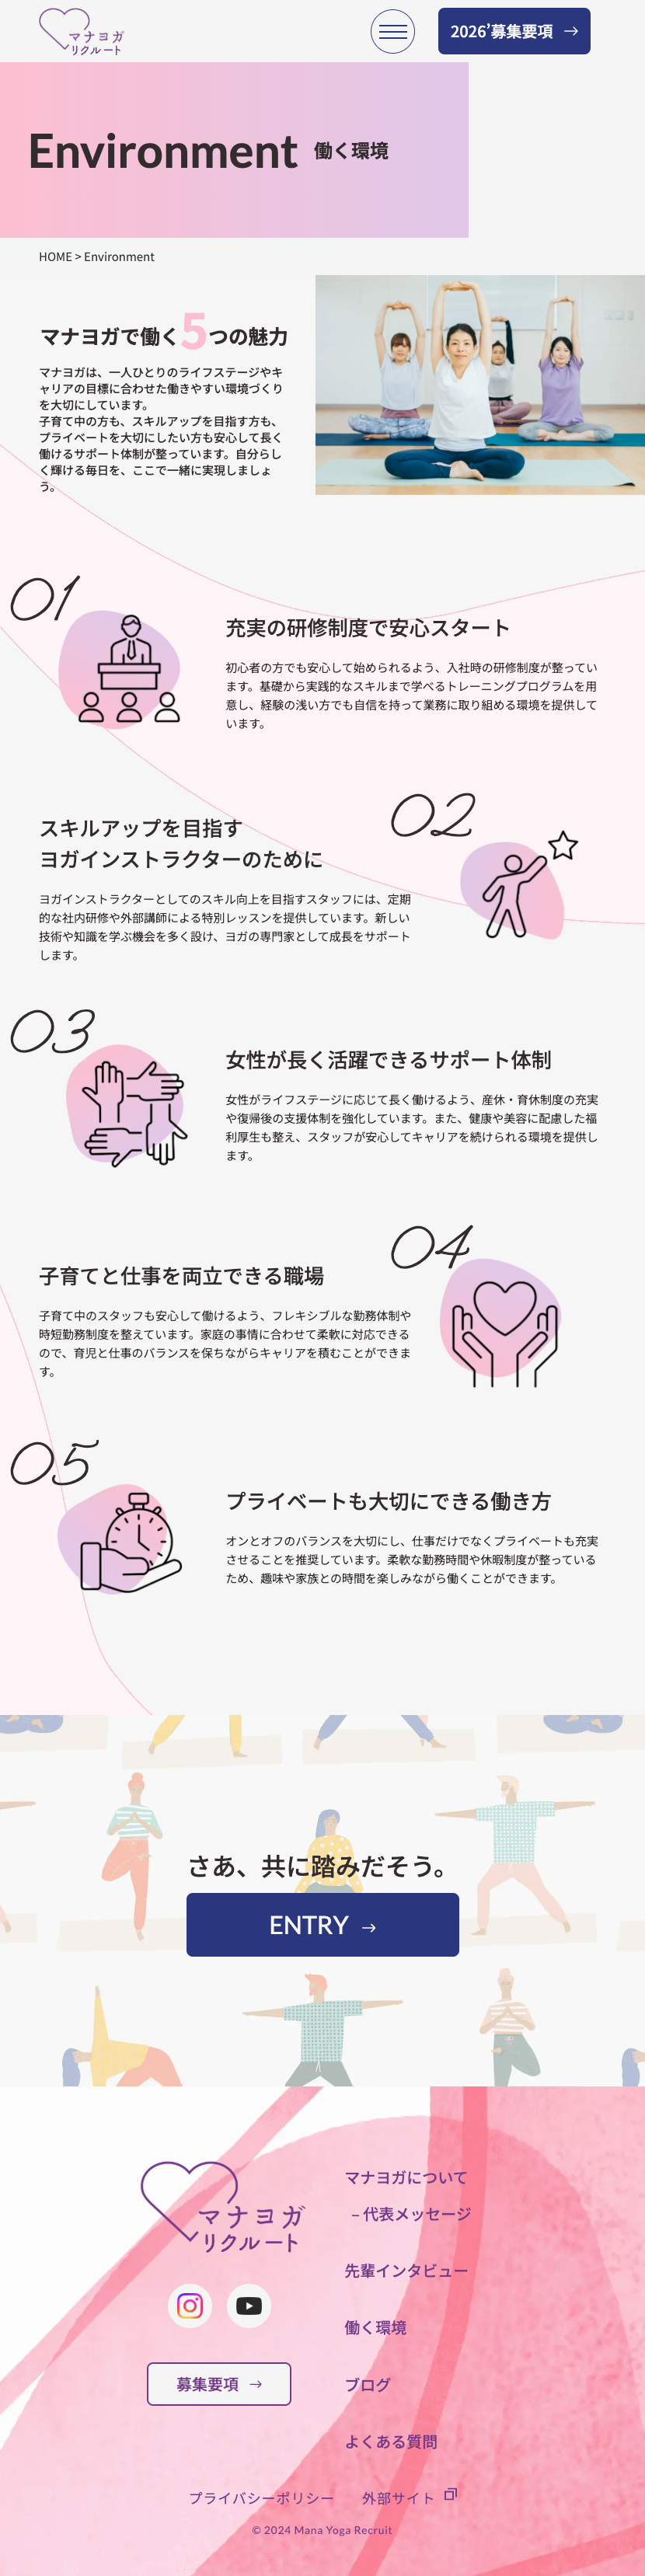 マナヨガ
リクルート
2026’募集要項 →
Environment 働く環境
HOME > Environment
マナヨガで働く5つの魅力
マナヨガは、一人ひとりのライフステージやキ
ャリアの目標に合わせた働きやすい環境づくり
を大切にしています。
子育て中の方も、スキルアップを目指す方も、
プライベートを大切にしたい方も安心して長く
働けるサポート体制が整っています。自分らし
く輝ける毎日を、ここで一緒に実現しましょ
う。
01
充実の研修制度で安心スタート
初心者の方でも安心して始められるよう、入社時の研修制度が整ってい
ます。基礎から実践的なスキルまで学べるトレーニングプログラムを用
意し、経験の浅い方でも自信を持って業務に取り組める環境を提供して
います。
02
スキルアップを目指す
ヨガインストラクターのために
ヨガインストラクターとしてのスキル向上を目指すスタッフには、定期
的な社内研修や外部講師による特別レッスンを提供しています。新しい
技術や知識を学ぶ機会を多く設け、ヨガの専門家として成長をサポート
します。
03
女性が長く活躍できるサポート体制
女性がライフステージに応じて長く働けるよう、産休・育休制度の充実
や復帰後の支援体制を強化しています。また、健康や美容に配慮した福
利厚生も整え、スタッフが安心してキャリアを続けられる環境を提供し
ます。
04
子育てと仕事を両立できる職場
子育て中のスタッフも安心して働けるよう、フレキシブルな勤務体制や
時短勤務制度を整えています。家庭の事情に合わせて柔軟に対応できる
ので、育児と仕事のバランスを保ちながらキャリアを積むことができま
す。
05
プライベートも大切にできる働き方
オンとオフのバランスを大切にし、仕事だけでなくプライベートも充実
させることを推奨しています。柔軟な勤務時間や休暇制度が整っている
ため、趣味や家族との時間を楽しみながら働くことができます。
さあ、共に踏みだそう。
ENTRY →
マナヨガ
リクルート
募集要項 →
マナヨガについて
– 代表メッセージ
先輩インタビュー
働く環境
ブログ
よくある質問
プライバシーポリシー 外部サイト
© 2024 Mana Yoga Recruit